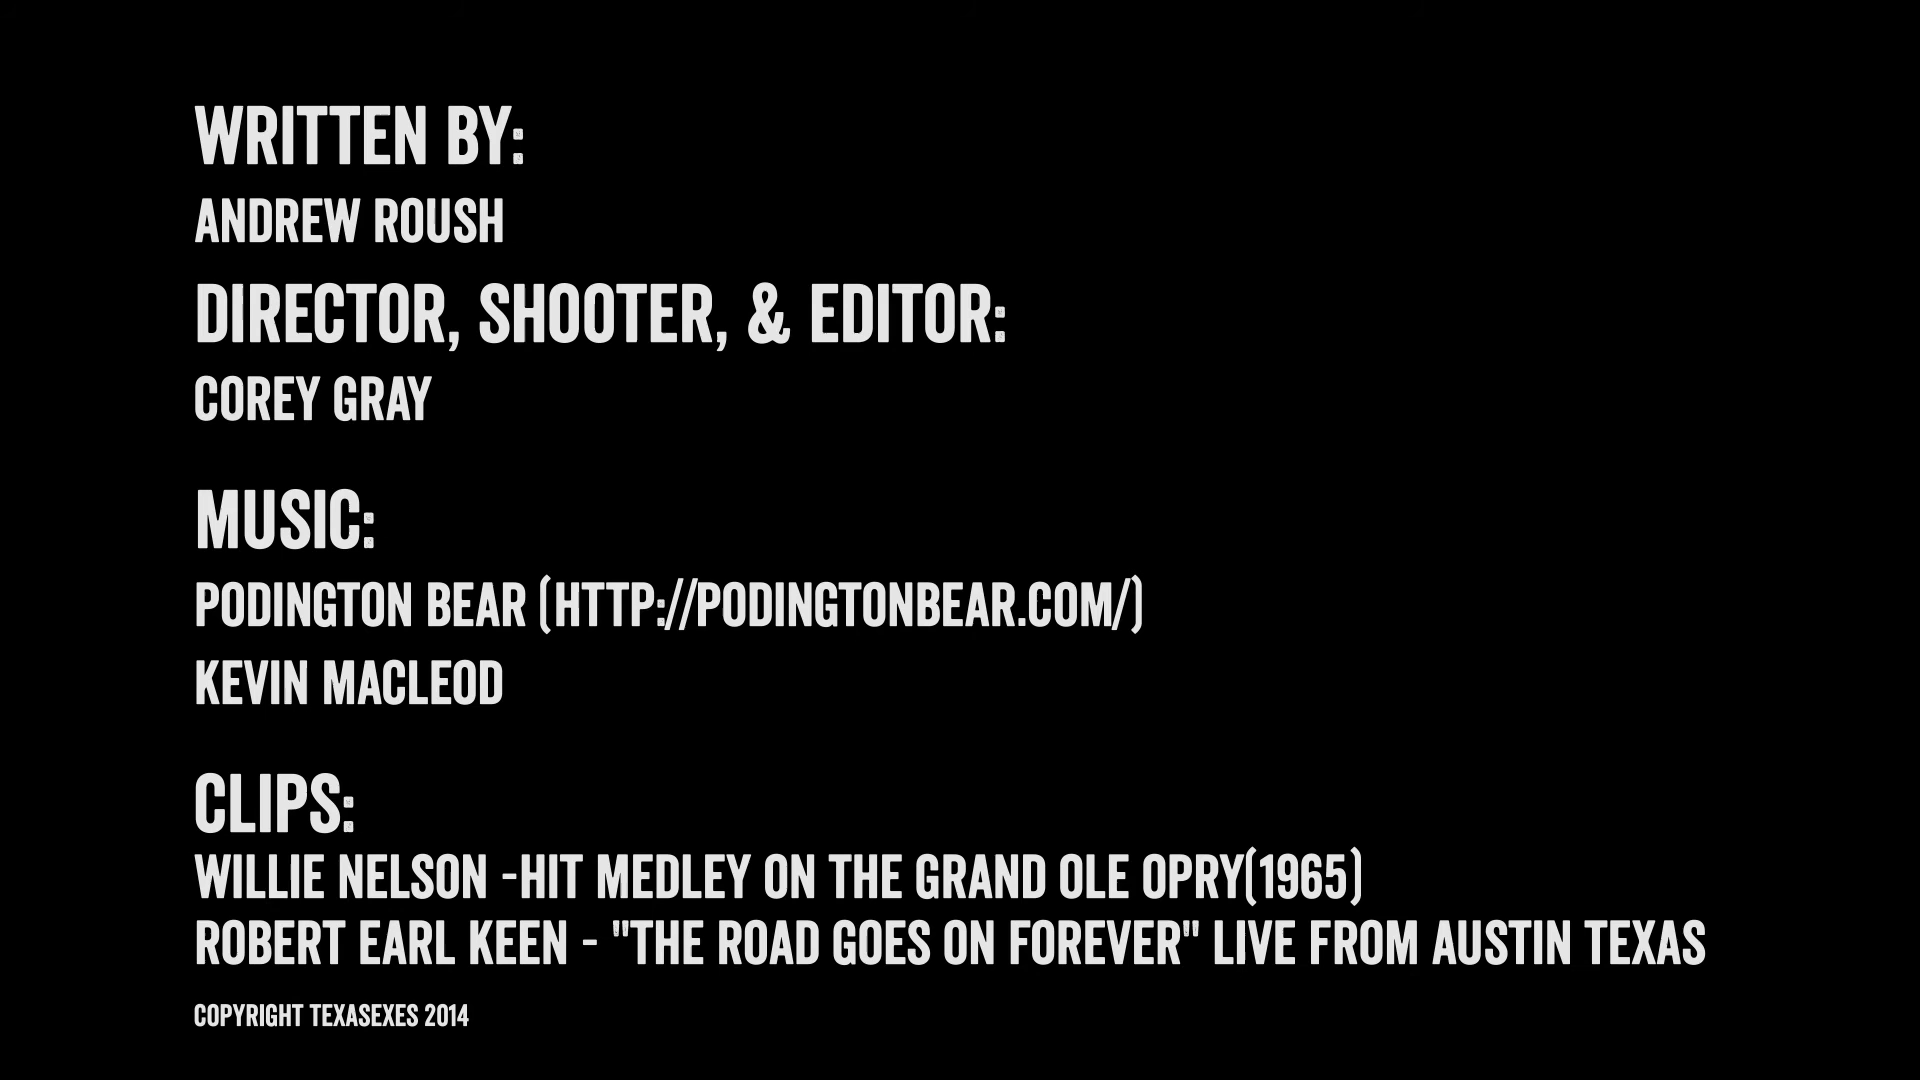 WRITTEN BY:
ANDREW ROUSH
DIRECTOR, SHOOTER, & EDITOR:
COREY GRAY
MUSIC:
PODINGTON BEAR (HTTP://PODINGTONBEAR.COM/)
KEVIN MACLEOD
CLIPS:
WILLIE NELSON -HIT MEDLEY ON THE GRAND OLE OPRY(1965)
ROBERT EARL KEEN - "THE ROAD GOES ON FOREVER" LIVE FROM AUSTIN TEXAS
COPYRIGHT TEXASEXES 2014